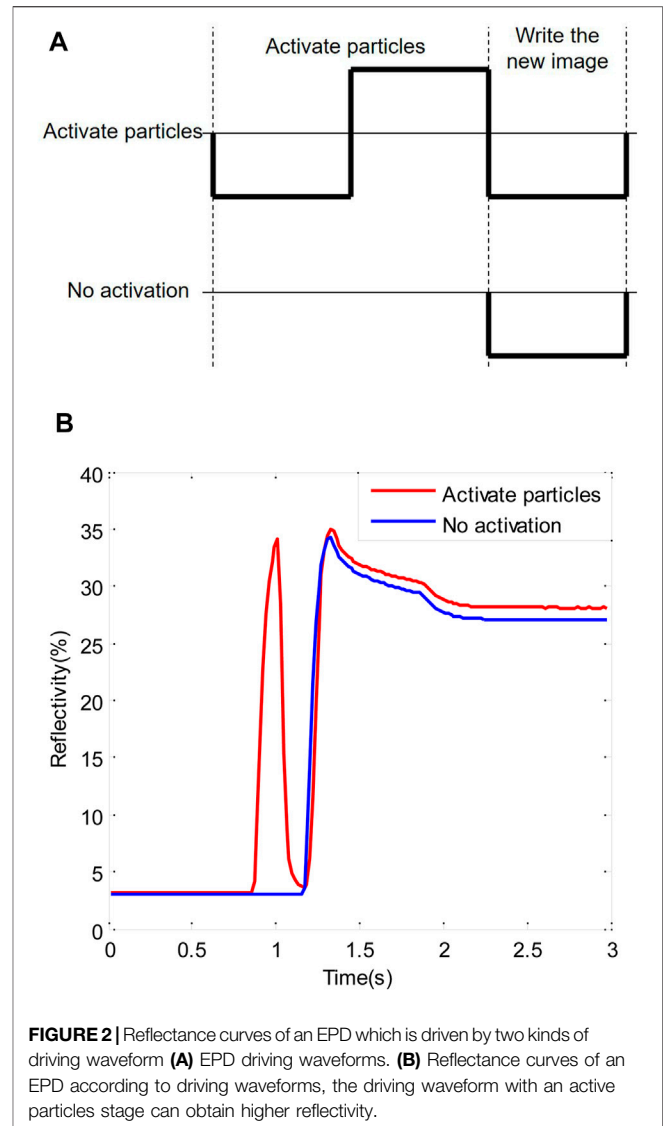 A
Activate particles
Write the
new image
Activate particles
No activation
B
40
35
30
25
20
15
10
5
0
Reflectivity(%)
Activate particles
No activation
0
0.5
1
1.5
2
2.5
3
Time(s)
FIGURE 2 | Reflectance curves of an EPD which is driven by two kinds of
driving waveform (A) EPD driving waveforms. (B) Reflectance curves of an
EPD according to driving waveforms, the driving waveform with an active
particles stage can obtain higher reflectivity.